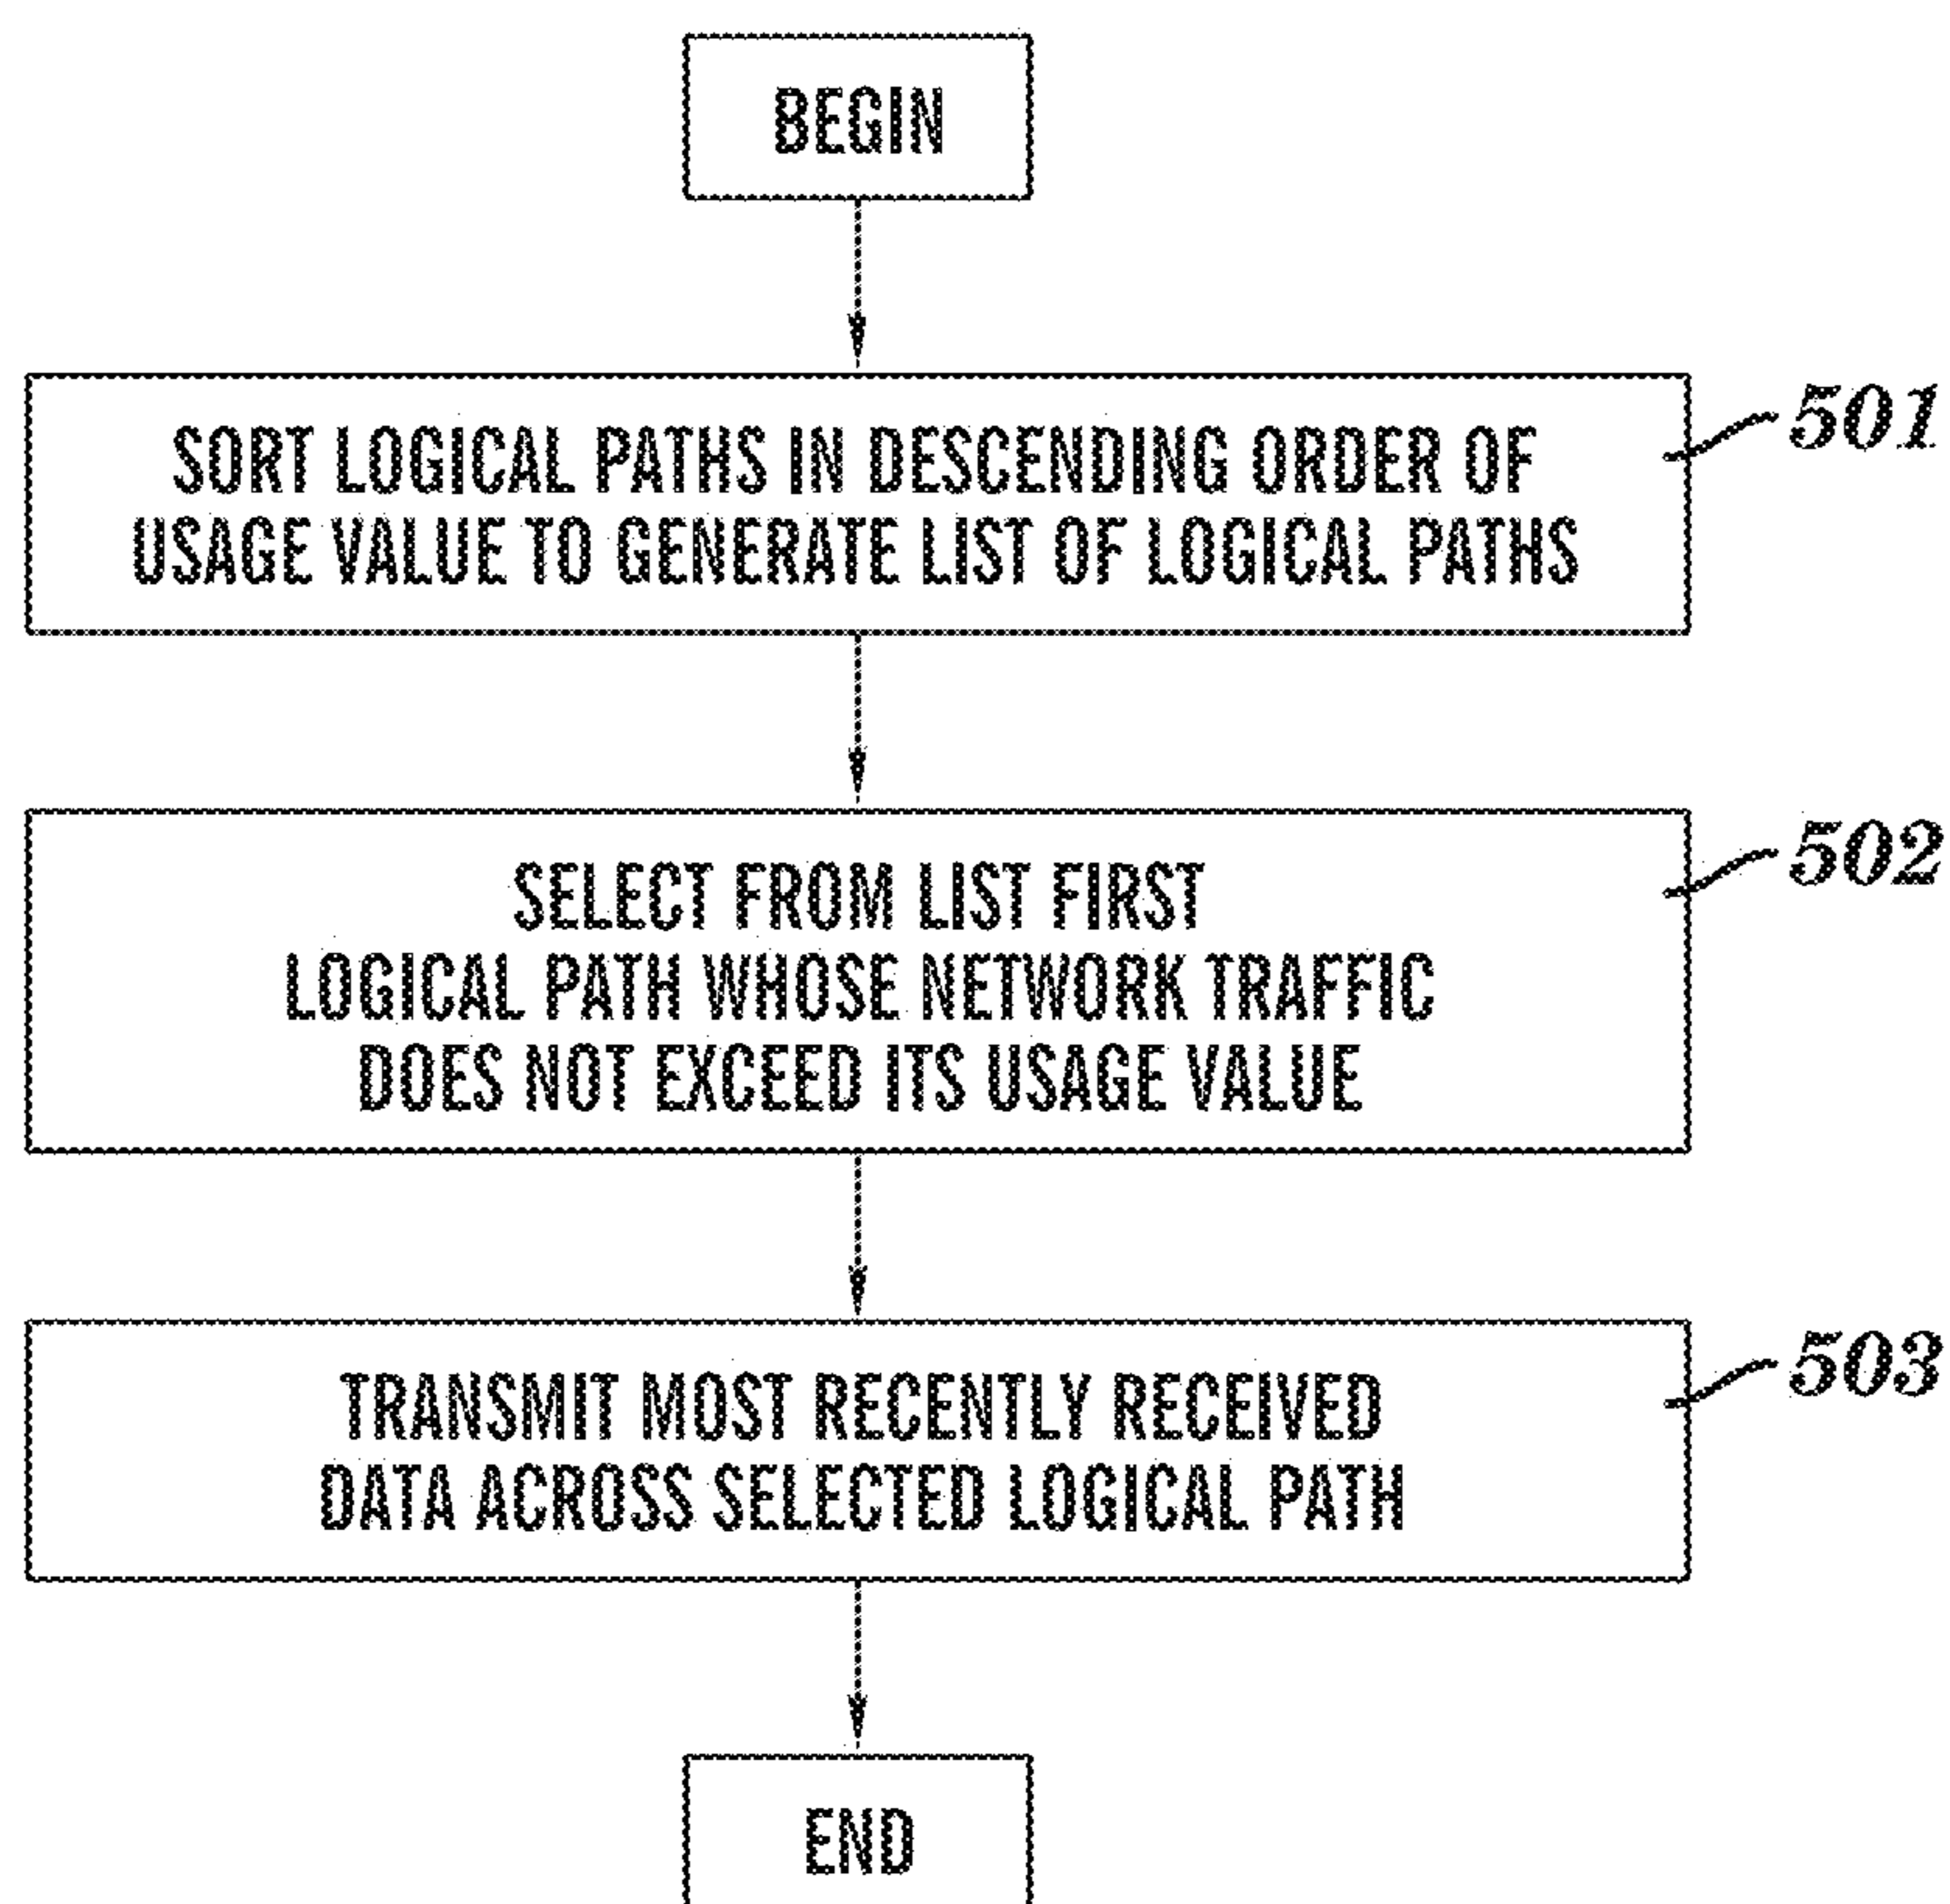 BEGIN
SORT LOGICAL PATHS IN DESCENDING ORDER OF
USAGE VALUE TO GENERATE LIST OF LOGICAL PATHS
501
SELECT FROM LIST FIRST
LOGICAL PATH WHOSE NETWORK TRAFFIC
DOES NOT EXCEED ITS USAGE VALUE
502
TRANSMIT MOST RECENTLY RECEIVED
DATA ACROSS SELECTED LOGICAL PATH
503
END